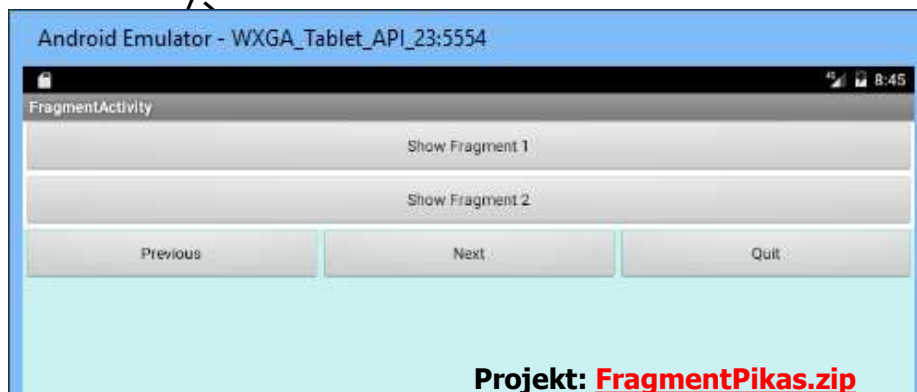 Android Emulator - WXGA_Tablet_API_23:5554
8:45
FragmentActivity
Show Fragment 1
Show Fragment 2
Previous Next Quit
Projekt: FragmentPikas.zip